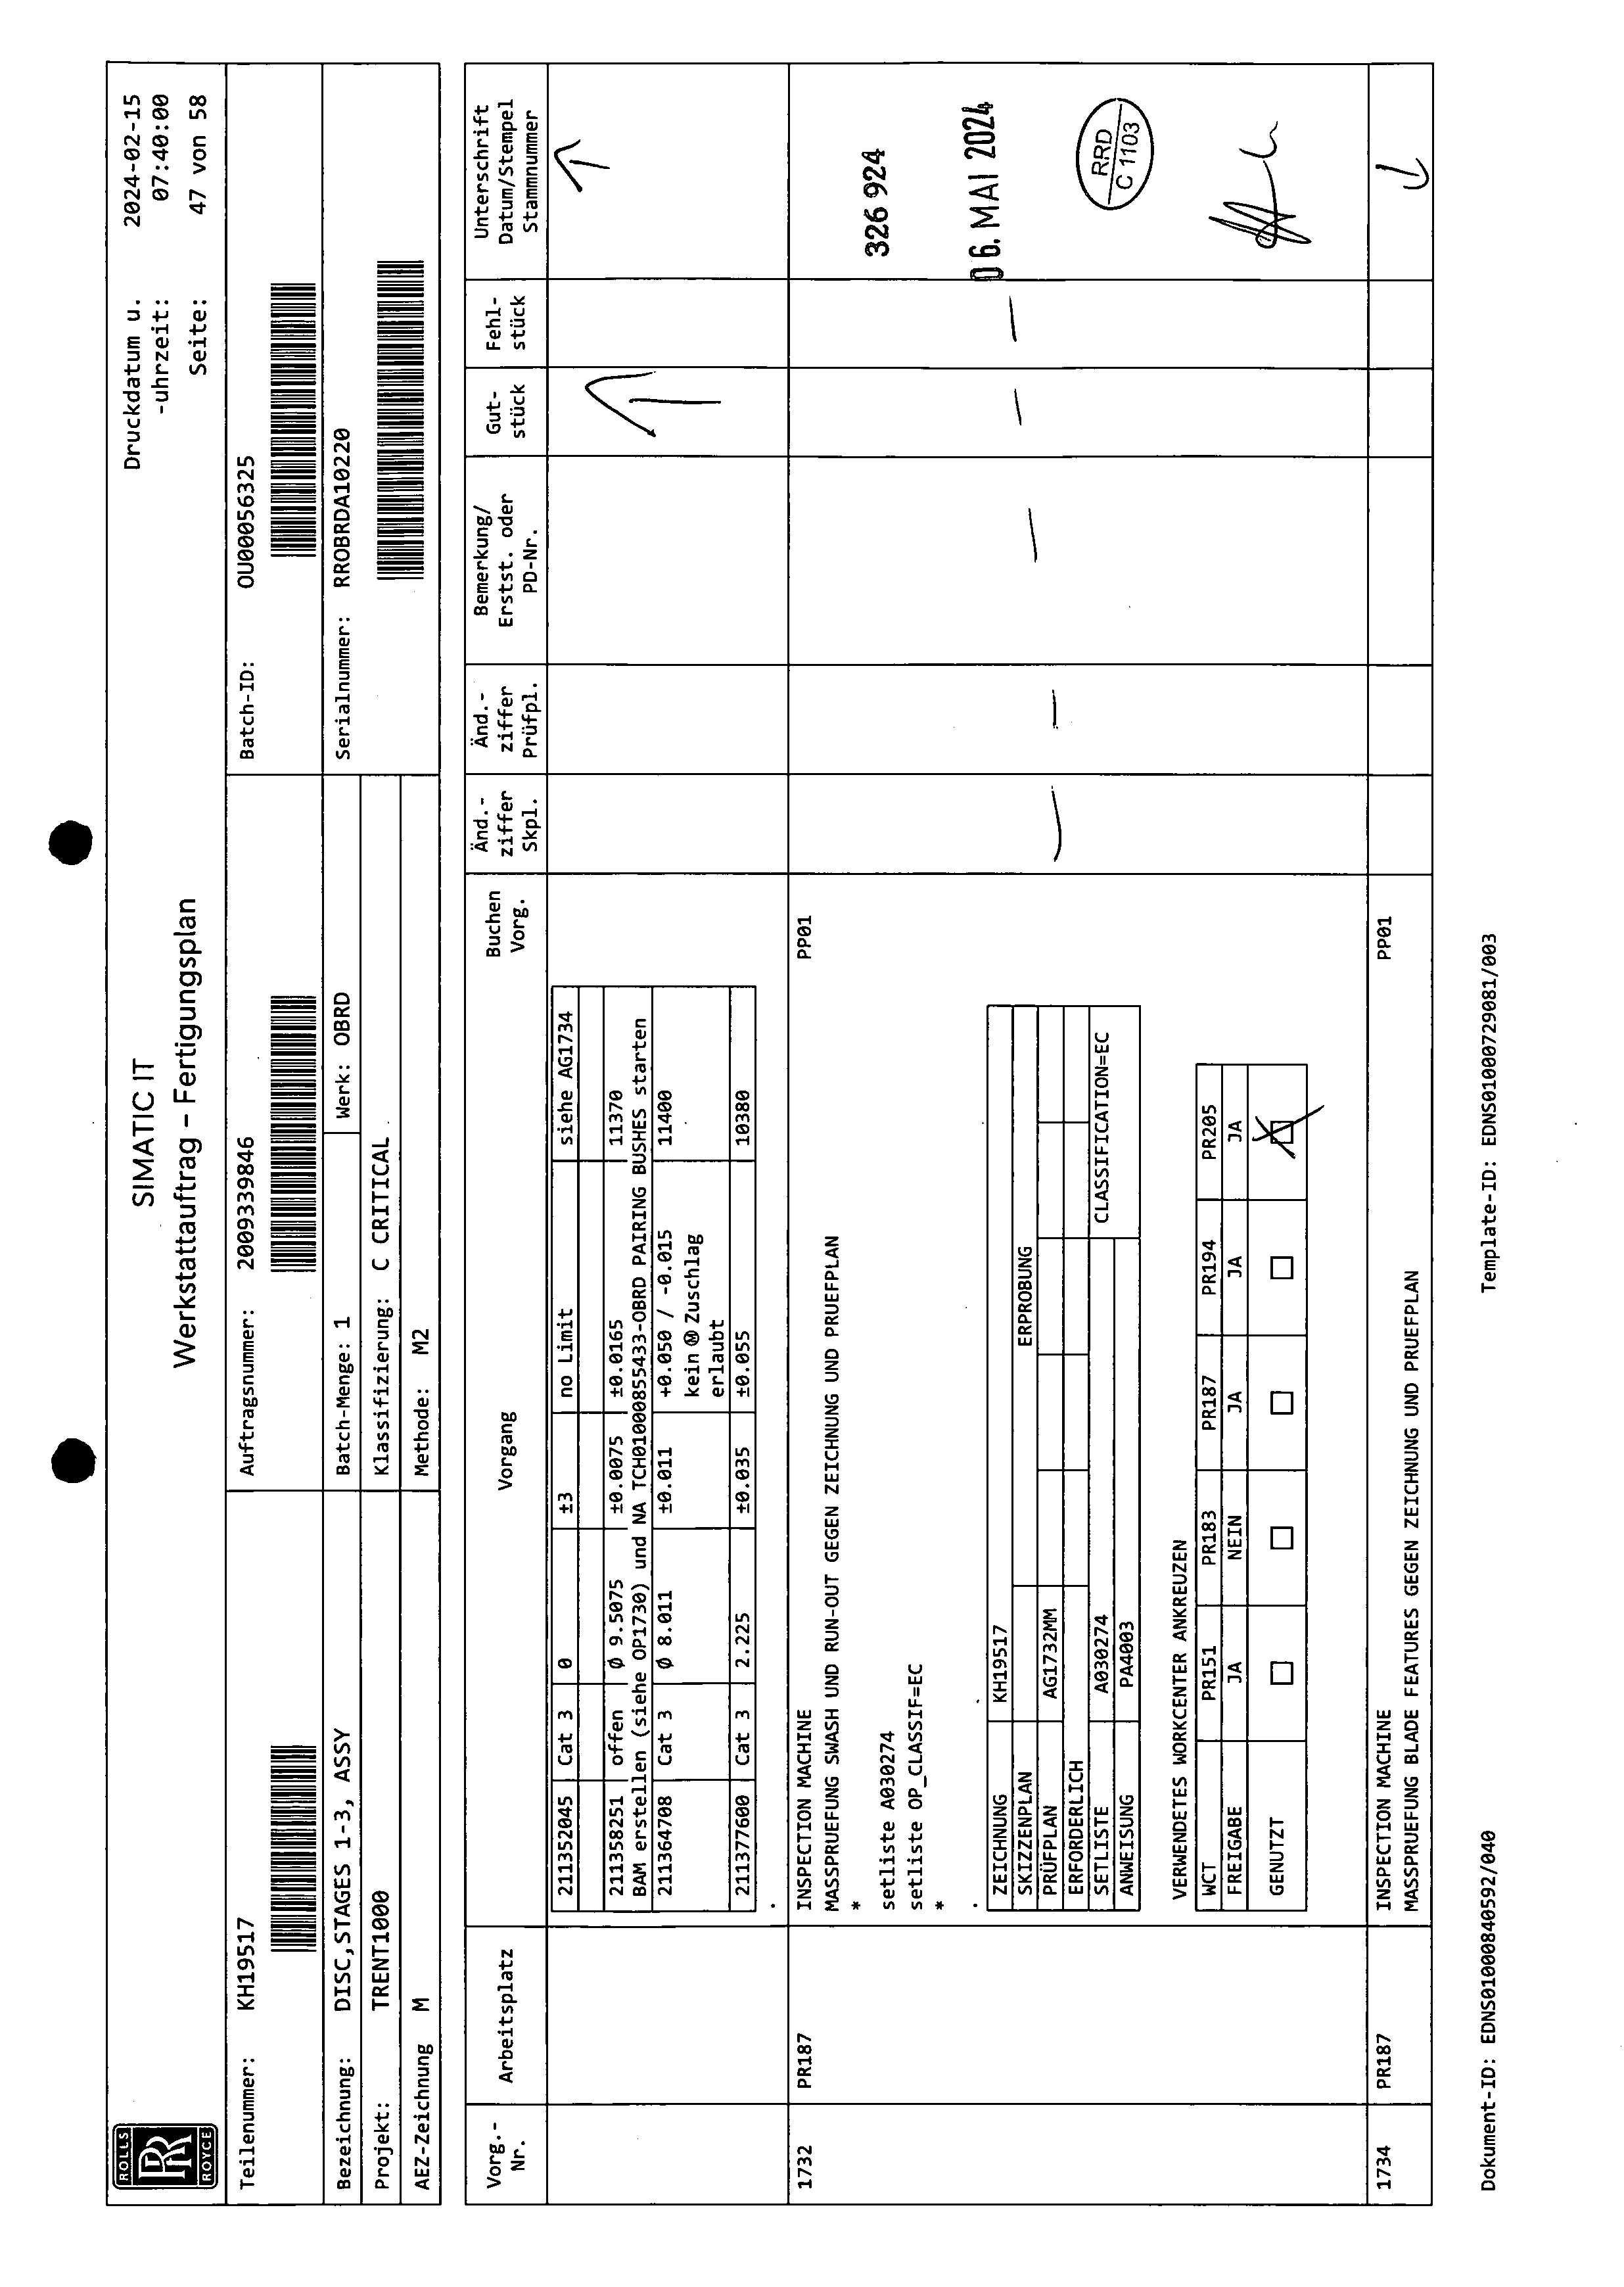 ROLLS
RR
ROYCE
SIMATIC IT
Werkstattauftrag – Fertigungsplan
Druckdatum u. 2024-02-15
-uhrzeit: 07:40:00
Seite: 47 von 58
Teilenummer: KH19517
Auftragsnummer: 2009339846
Batch-ID: OU00056325
Bezeichnung: DISC,STAGES 1-3, ASSY
Batch-Menge: 1
Werk: OBRD
Serialnummer: RROBRDA10220
Projekt: TRENT1000
Klassifizierung: C CRITICAL
AEZ-Zeichnung M
Methode: M2
Vorg.-
Nr.
Arbeitsplatz
Vorgang
Buchen
Vorg.
Änd.-
ziffer
Skpl.
Änd.-
ziffer
Prüfpl.
Bemerkung/
Erstst. oder
PD-Nr.
Gut-
stück
Fehl-
stück
Unterschrift
Datum/Stempel
Stammnummer
211352045 Cat 3 0 ±3 no Limit siehe AG1734
211358251 offen Ø 9.5075 ±0.0075 ±0.0165 11370
BAM erstellen (siehe OP1730) und NA TCH01000855433-OBRD PAIRING BUSHES starten
211364708 Cat 3 Ø 8.011 ±0.011 +0.050 / -0.015 11400
kein Ⓜ Zuschlag
erlaubt
211377600 Cat 3 2.225 ±0.035 ±0.055 10380
.
1732 PR187 INSPECTION MACHINE PP01
MASSPRUEFUNG SWASH UND RUN-OUT GEGEN ZEICHNUNG UND PRUEFPLAN
*
setliste A030274
setliste OP_CLASSIF=EC
*
.
326 924
06. MAI 2024
RRD
C 1103
ZEICHNUNG KH19517
SKIZZENPLAN ERPROBUNG
PRÜFPLAN AG1732MM
ERFORDERLICH
SETLISTE A030274 CLASSIFICATION=EC
ANWEISUNG PA4003
VERWENDETES WORKCENTER ANKREUZEN
WCT PR151 PR183 PR187 PR194 PR205
FREIGABE JA NEIN JA JA JA
GENUTZT ☐ ☐ ☐ ☐ ☒
1734 PR187 INSPECTION MACHINE PP01
MASSPRUEFUNG BLADE FEATURES GEGEN ZEICHNUNG UND PRUEFPLAN
Dokument-ID: EDNS01000840592/040
Template-ID: EDNS01000729081/003